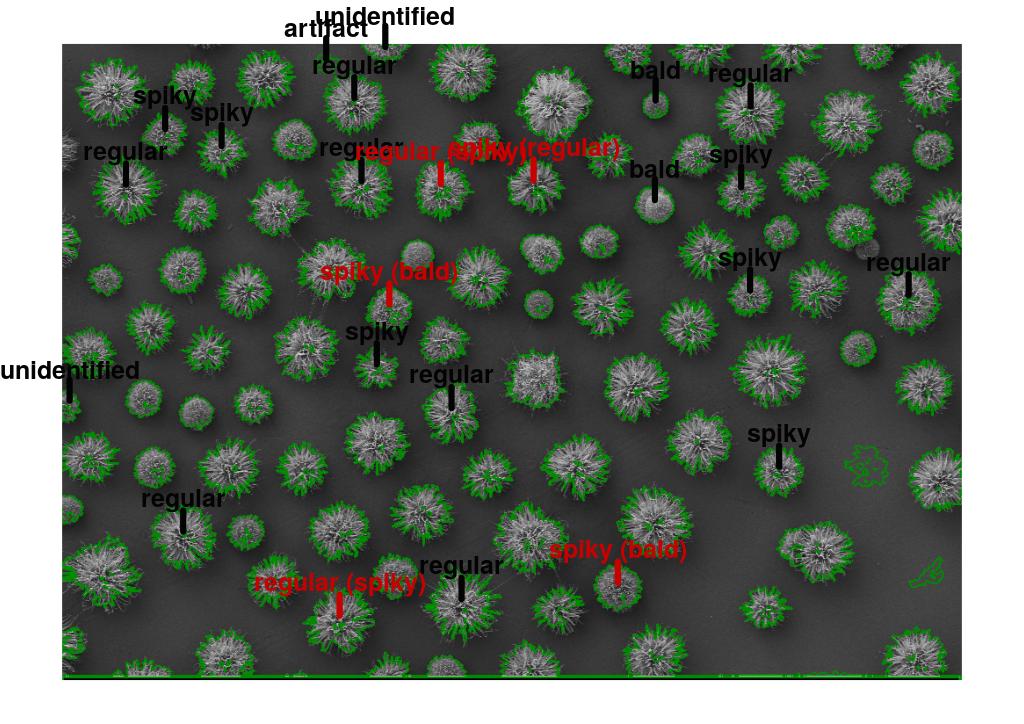 unidentified
artifact
regular
bald
regular
spiky
spiky
regular
regular
regular (spiky)
spiky (regular)
spiky
bald
spiky
regular
spiky (bald)
spiky
unidentified
regular
spiky
regular
spiky (bald)
regular
regular (spiky)